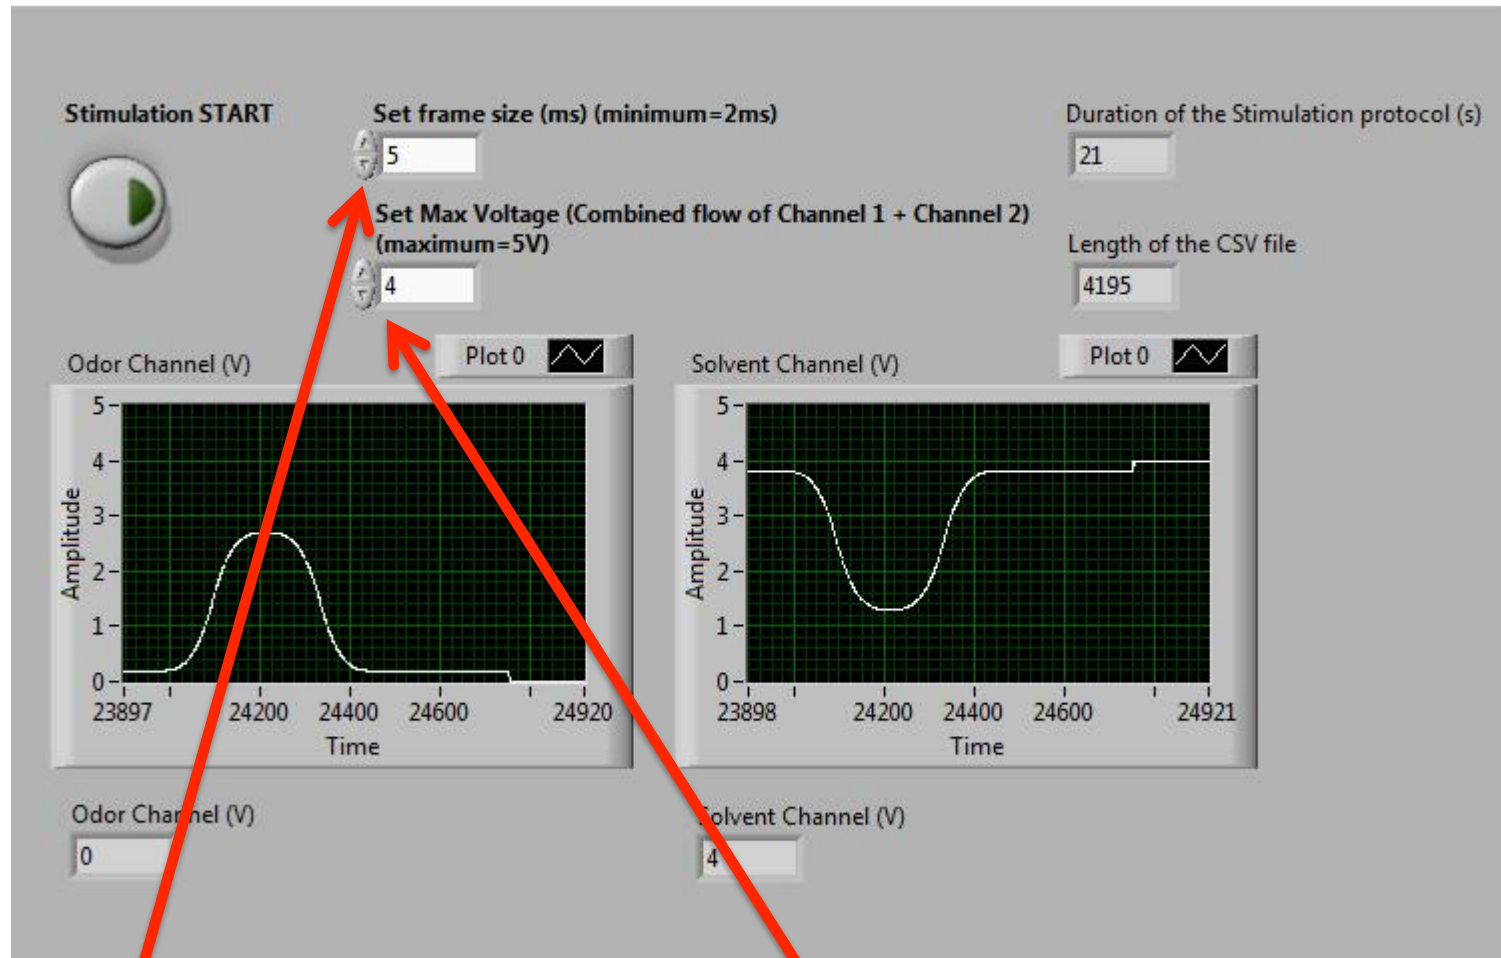 Stimulation START
Set frame size (ms) (minimum=2ms)
5
Duration of the Stimulation protocol (s)
21
Set Max Voltage (Combined flow of Channel 1 + Channel 2)
(maximum=5V)
4
Length of the CSV file
4195
Odor Channel (V)
Plot 0
5
4
3
2
1
0
Amplitude
23897 24200 24400 24600 24920
Time
Solvent Channel (V)
Plot 0
5
4
3
2
1
0
Amplitude
23898 24200 24400 24600 24921
Time
Odor Channel (V)
0
Solvent Channel (V)
4